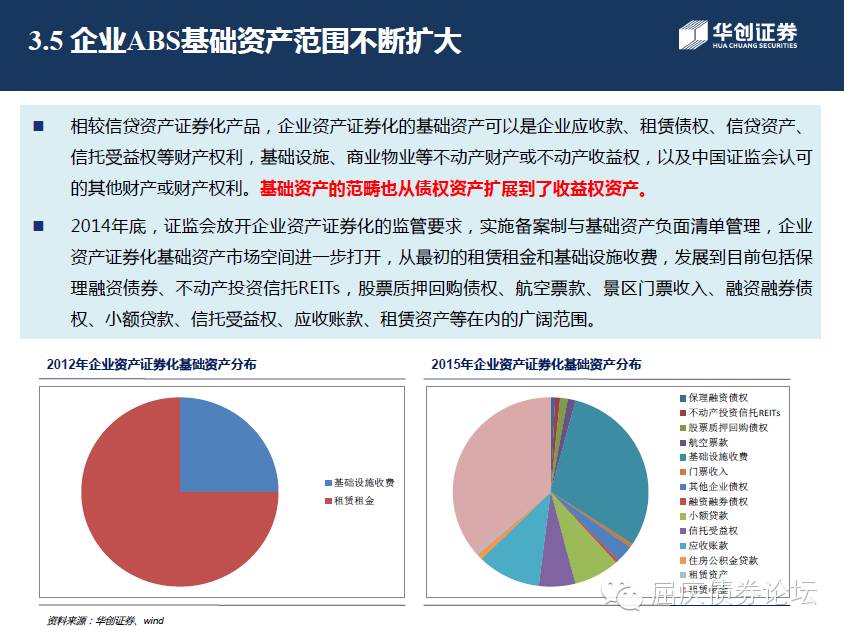 3.5 企业ABS基础资产范围不断扩大
华创证券
HUA CHUANG SECURITIES
相较信贷资产证券化产品，企业资产证券化的基础资产可以是企业应收款、租赁债权、信贷资产、
信托受益权等财产权利，基础设施、商业物业等不动产财产或不动产收益权，以及中国证监会认可
的其他财产或财产权利。基础资产的范畴也从债权资产扩展到了收益权资产。
2014年底，证监会放开企业资产证券化的监管要求，实施备案制与基础资产负面清单管理，企业
资产证券化基础资产市场空间进一步打开，从最初的租赁租金和基础设施收费，发展到目前包括保
理融资债券、不动产投资信托REITs，股票质押回购债权、航空票款、景区门票收入、融资融券债
权、小额贷款、信托受益权、应收账款、租赁资产等在内的广阔范围。
2012年企业资产证券化基础资产分布
基础设施收费
租赁租金
2015年企业资产证券化基础资产分布
保理融资债权
不动产投资信托REITs
股票质押回购债权
航空票款
基础设施收费
门票收入
其他企业债权
融资融券债权
小额贷款
信托受益权
应收账款
住房公积金贷款
租赁资产
租赁租金
屈庆债券论坛
资料来源：华创证券、wind